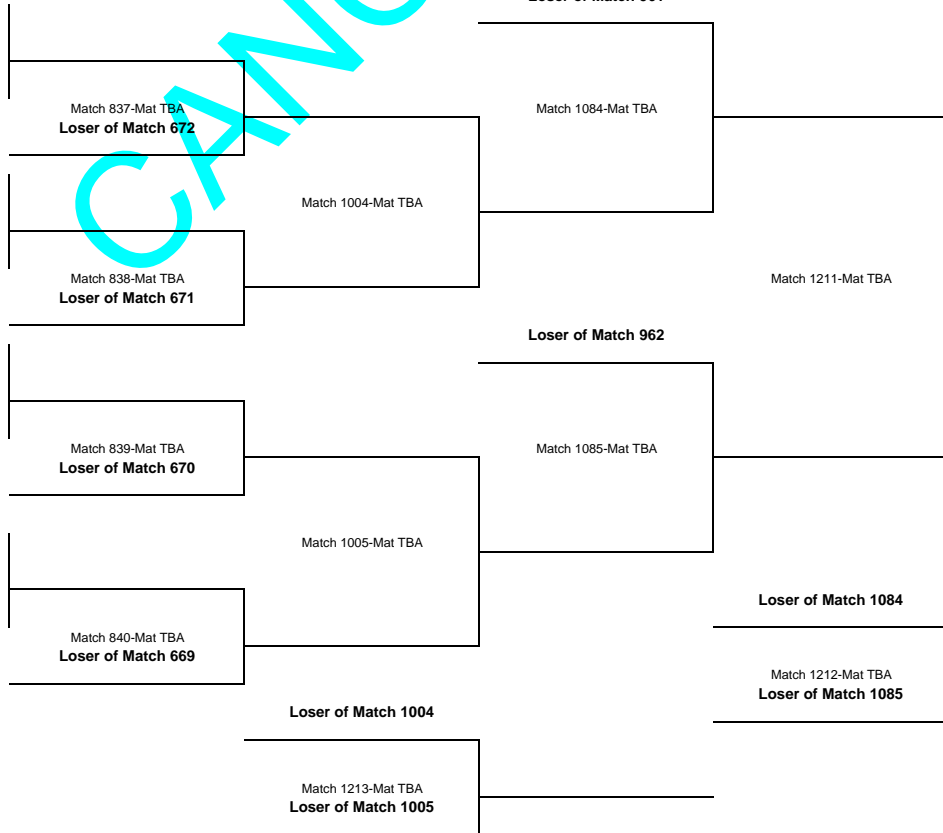 Match 837-Mat TBA
Loser of Match 672
Match 1084-Mat TBA
Match 1004-Mat TBA
Match 838-Mat TBA
Loser of Match 671
Match 1211-Mat TBA
Loser of Match 962
Match 839-Mat TBA
Loser of Match 670
Match 1085-Mat TBA
Match 1005-Mat TBA
Loser of Match 1084
Match 840-Mat TBA
Loser of Match 669
Match 1212-Mat TBA
Loser of Match 1085
Loser of Match 1004
Match 1213-Mat TBA
Loser of Match 1005